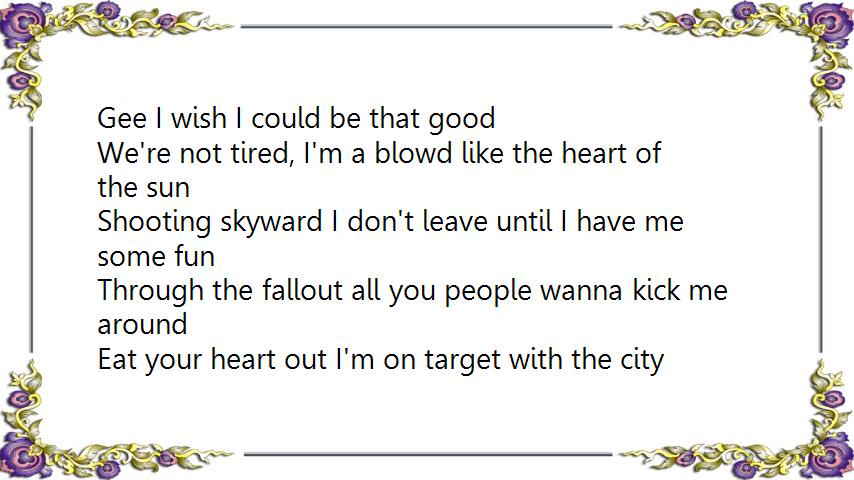 Gee I wish I could be that good
We're not tired, I'm a blowd like the heart of
the sun
Shooting skyward I don't leave until I have me
some fun
Through the fallout all you people wanna kick me
around
Eat your heart out I'm on target with the city